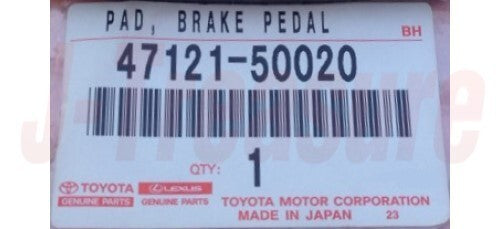 PAD, BRAKE PEDAL
BH
47121-50020
QTY: 1
TOYOTA
GENUINE PARTS
LEXUS
GENUINE PARTS
TOYOTA MOTOR CORPORATION
MADE IN JAPAN 23
J-Treasure